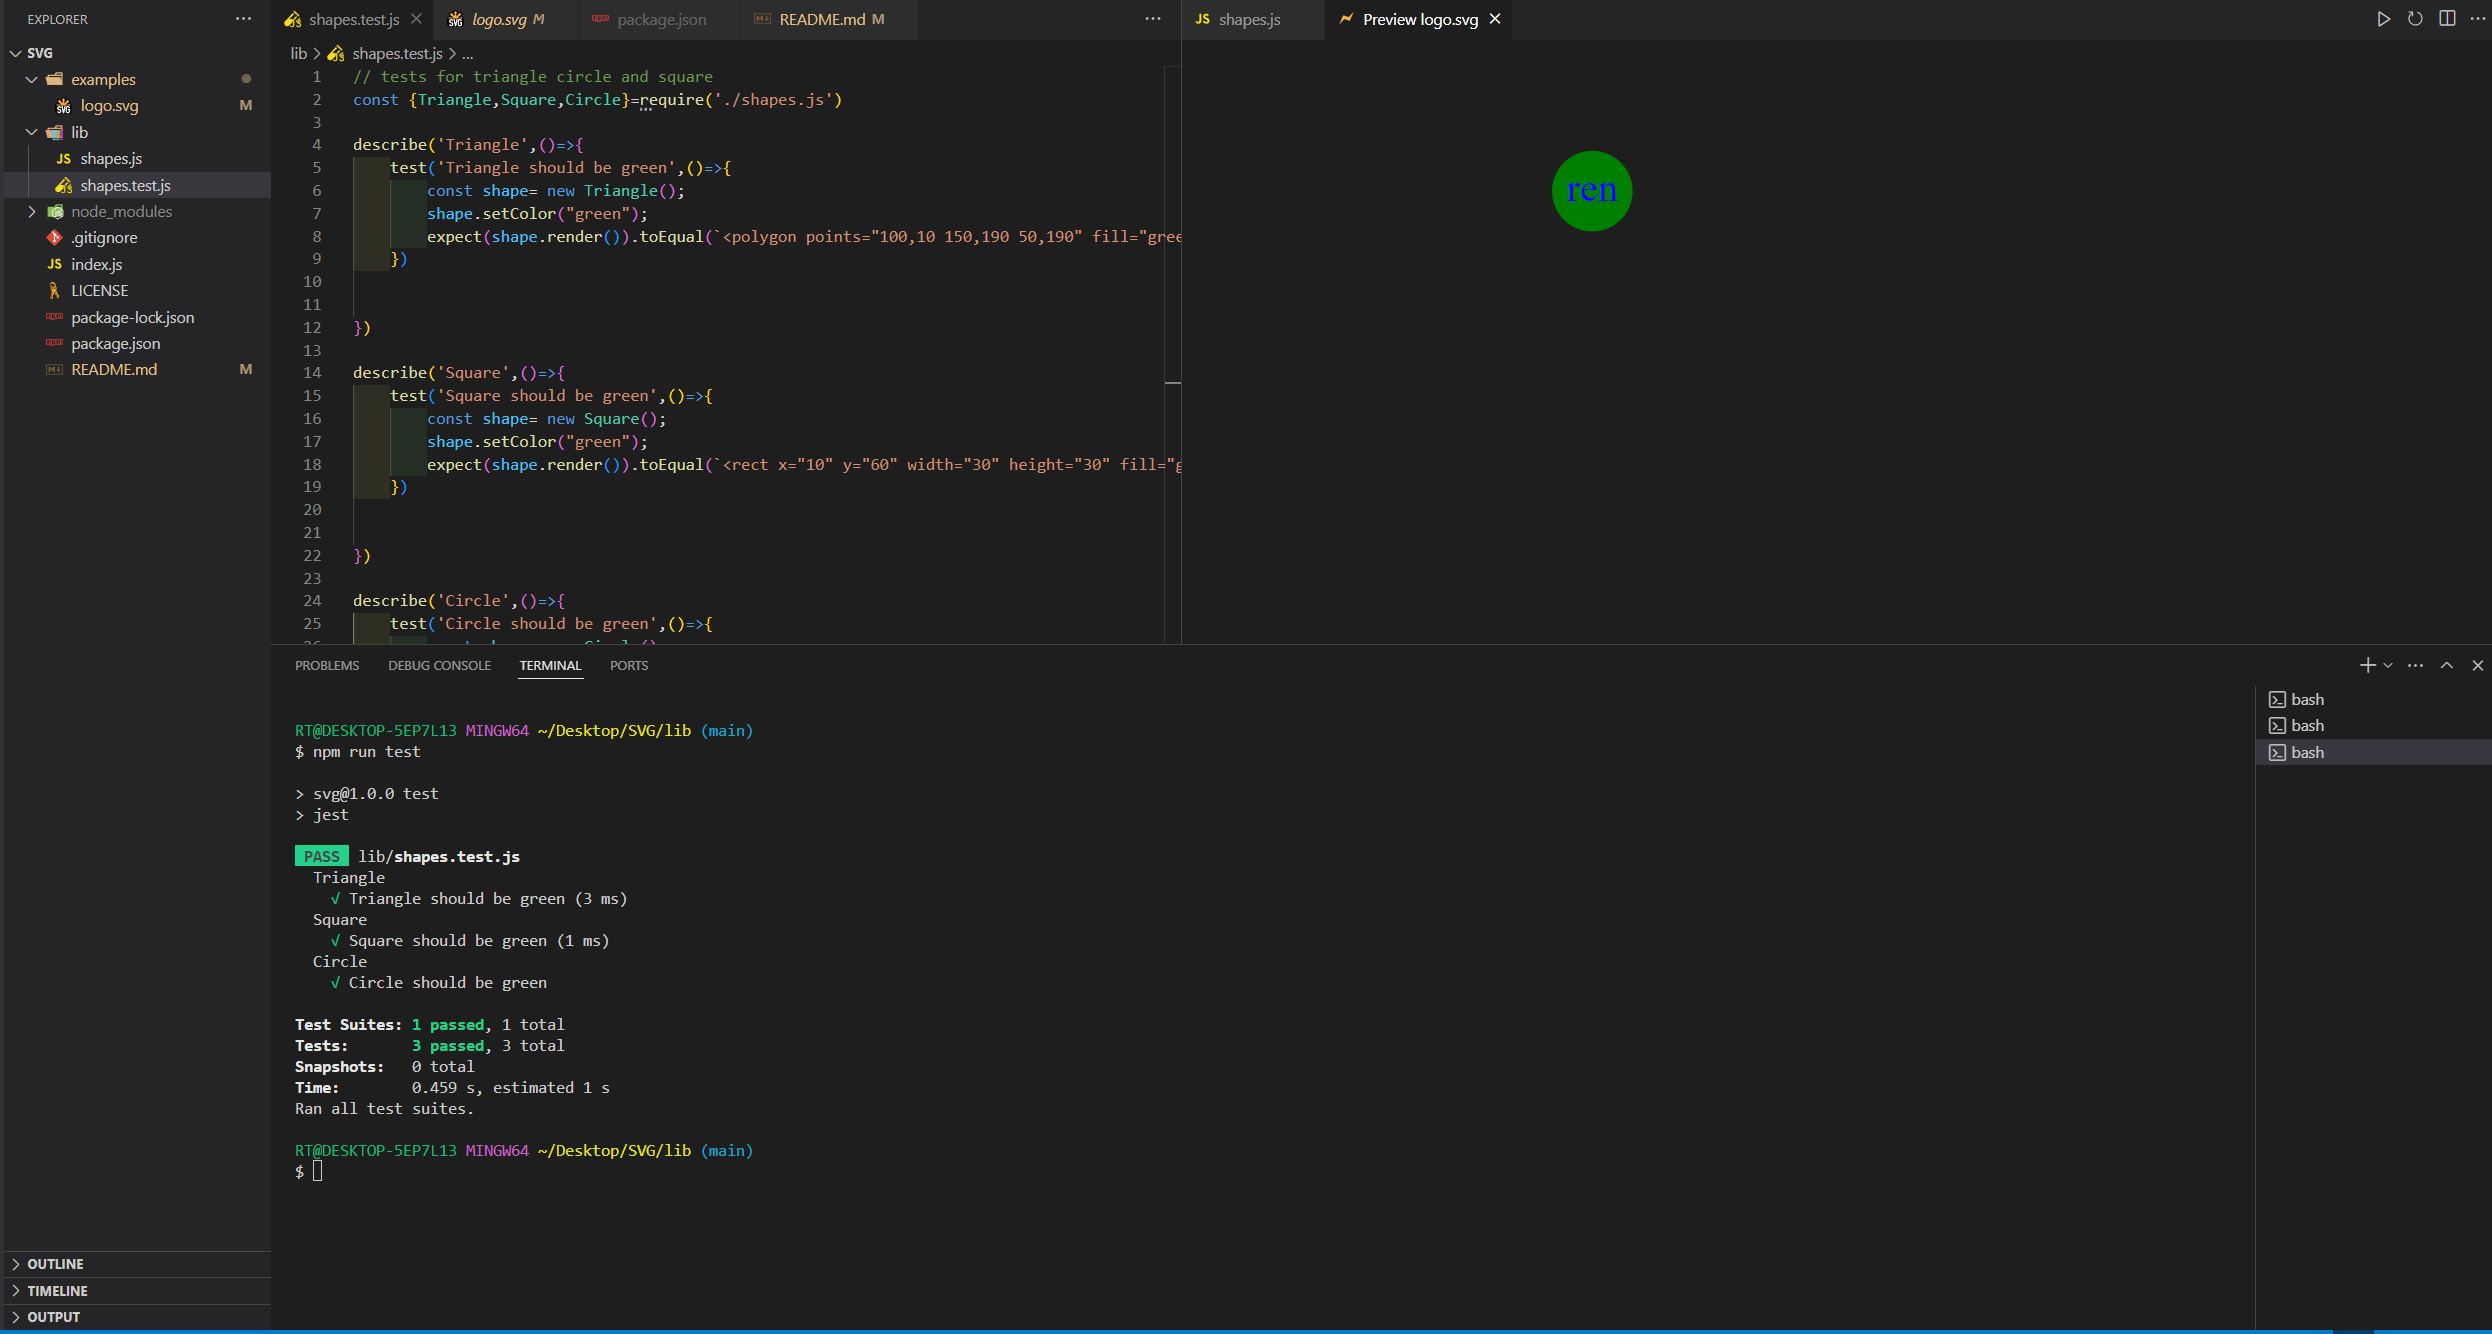 EXPLORER
SVG
examples
logo.svg M
lib
JS shapes.js
shapes.test.js
node_modules
.gitignore
JS index.js
LICENSE
package-lock.json
package.json
README.md M
OUTLINE
TIMELINE
OUTPUT
shapes.test.js logo.svg M package.json README.md M
lib > shapes.test.js > ...
1 // tests for triangle circle and square
2 const {Triangle,Square,Circle}=require('./shapes.js')
3
4 describe('Triangle',()=>{
5 test('Triangle should be green',()=>{
6 const shape= new Triangle();
7 shape.setColor("green");
8 expect(shape.render()).toEqual(`<polygon points="100,10 150,190 50,190" fill="gree
9 })
10
11
12 })
13
14 describe('Square',()=>{
15 test('Square should be green',()=>{
16 const shape= new Square();
17 shape.setColor("green");
18 expect(shape.render()).toEqual(`<rect x="10" y="60" width="30" height="30" fill="g
19 })
20
21
22 })
23
24 describe('Circle',()=>{
25 test('Circle should be green',()=>{
JS shapes.js Preview logo.svg
ren
PROBLEMS DEBUG CONSOLE TERMINAL PORTS
RT@DESKTOP-5EP7L13 MINGW64 ~/Desktop/SVG/lib (main)
$ npm run test
> svg@1.0.0 test
> jest
PASS lib/shapes.test.js
Triangle
√ Triangle should be green (3 ms)
Square
√ Square should be green (1 ms)
Circle
√ Circle should be green
Test Suites: 1 passed, 1 total
Tests: 3 passed, 3 total
Snapshots: 0 total
Time: 0.459 s, estimated 1 s
Ran all test suites.
RT@DESKTOP-5EP7L13 MINGW64 ~/Desktop/SVG/lib (main)
$
bash
bash
bash